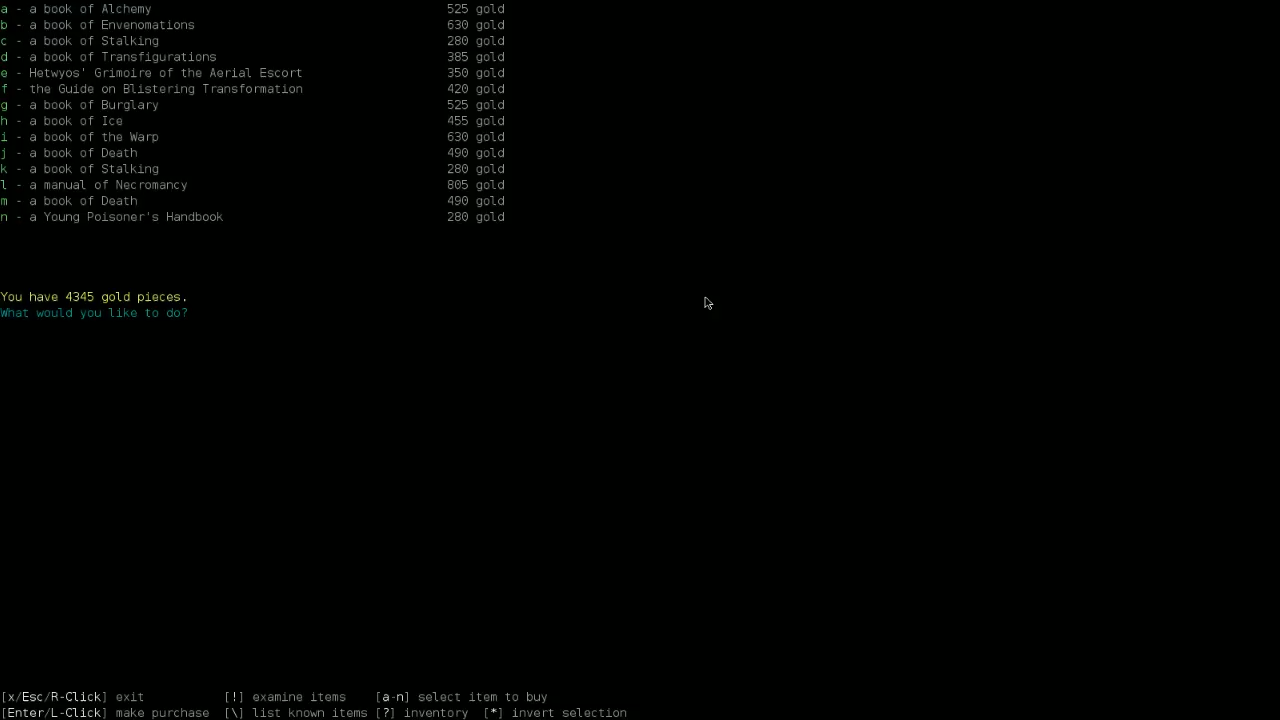 a - a book of Alchemy 525 gold
b - a book of Envenomations 630 gold
c - a book of Stalking 280 gold
d - a book of Transfigurations 385 gold
e - Hetwyos' Grimoire of the Aerial Escort 350 gold
f - the Guide on Blistering Transformation 420 gold
g - a book of Burglary 525 gold
h - a book of Ice 455 gold
i - a book of the Warp 630 gold
j - a book of Death 490 gold
k - a book of Stalking 280 gold
l - a manual of Necromancy 805 gold
m - a book of Death 490 gold
n - a Young Poisoner's Handbook 280 gold
You have 4345 gold pieces.
What would you like to do?
[x/Esc/R-Click] exit [!] examine items [a-n] select item to buy
[Enter/L-Click] make purchase [\] list known items [?] inventory [*] invert selection